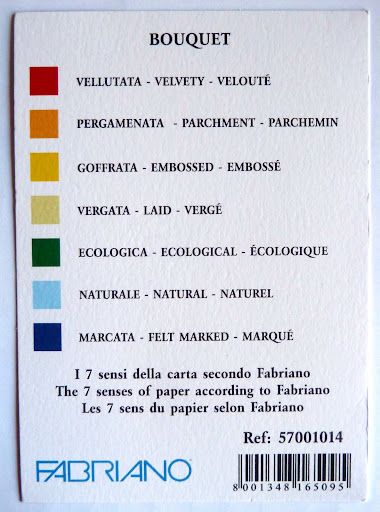 BOUQUET
VELLUTATA - VELVETY - VELOUTÉ
PERGAMENATA - PARCHMENT - PARCHEMIN
GOFFRATA - EMBOSSED - EMBOSSÉ
VERGATA - LAID - VERGÉ
ECOLOGICA - ECOLOGICAL - ÉCOLOGIQUE
NATURALE - NATURAL - NATUREL
MARCATA - FELT MARKED - MARQUÉ
I 7 sensi della carta secondo Fabriano
The 7 senses of paper according to Fabriano
Les 7 sens du papier selon Fabriano
Ref: 57001014
FABRIANO
8001348 165095